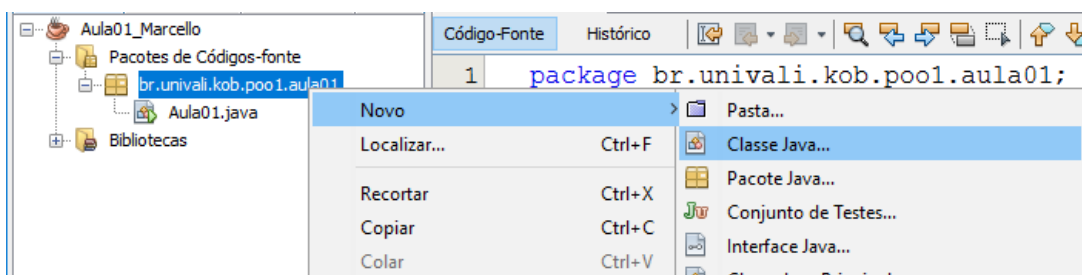 Aula01_Marcello
Pacotes de Códigos-fonte
br.univali.kob.poo1.aula01
Aula01.java
Bibliotecas
Código-Fonte Histórico
1 package br.univali.kob.poo1.aula01;
Novo
Localizar... Ctrl+F
Recortar Ctrl+X
Copiar Ctrl+C
Colar Ctrl+V
Pasta...
Classe Java...
Pacote Java...
Conjunto de Testes...
Interface Java...